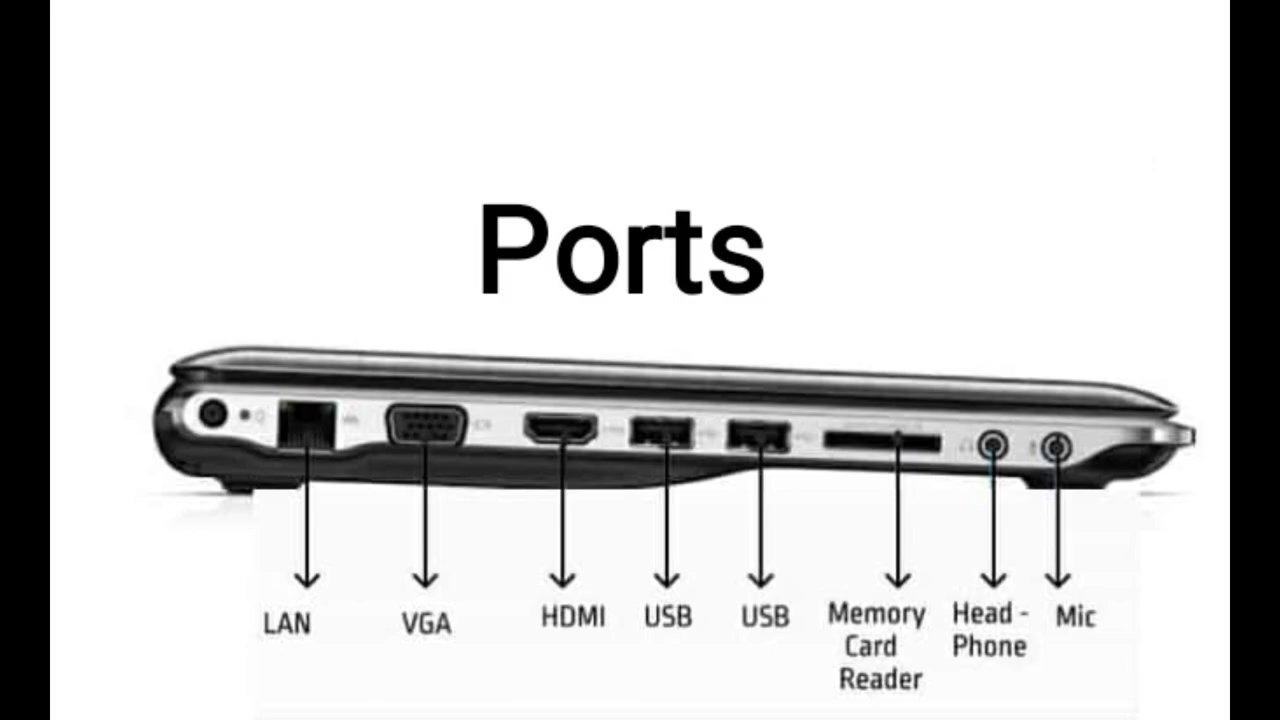 Ports
LAN
VGA
HDMI
USB
USB
Memory
Card
Reader
Head -
Phone
Mic